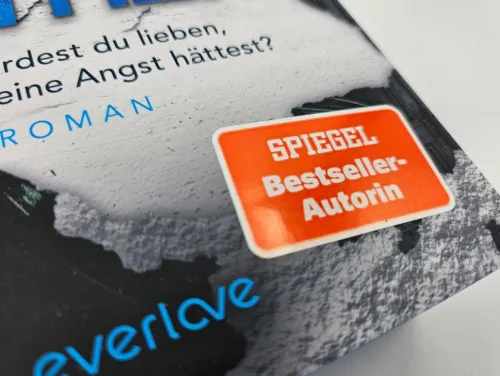 rdest du lieben,
eine Angst hättest?
ROMAN
SPIEGEL
Bestseller-
Autorin
everlove